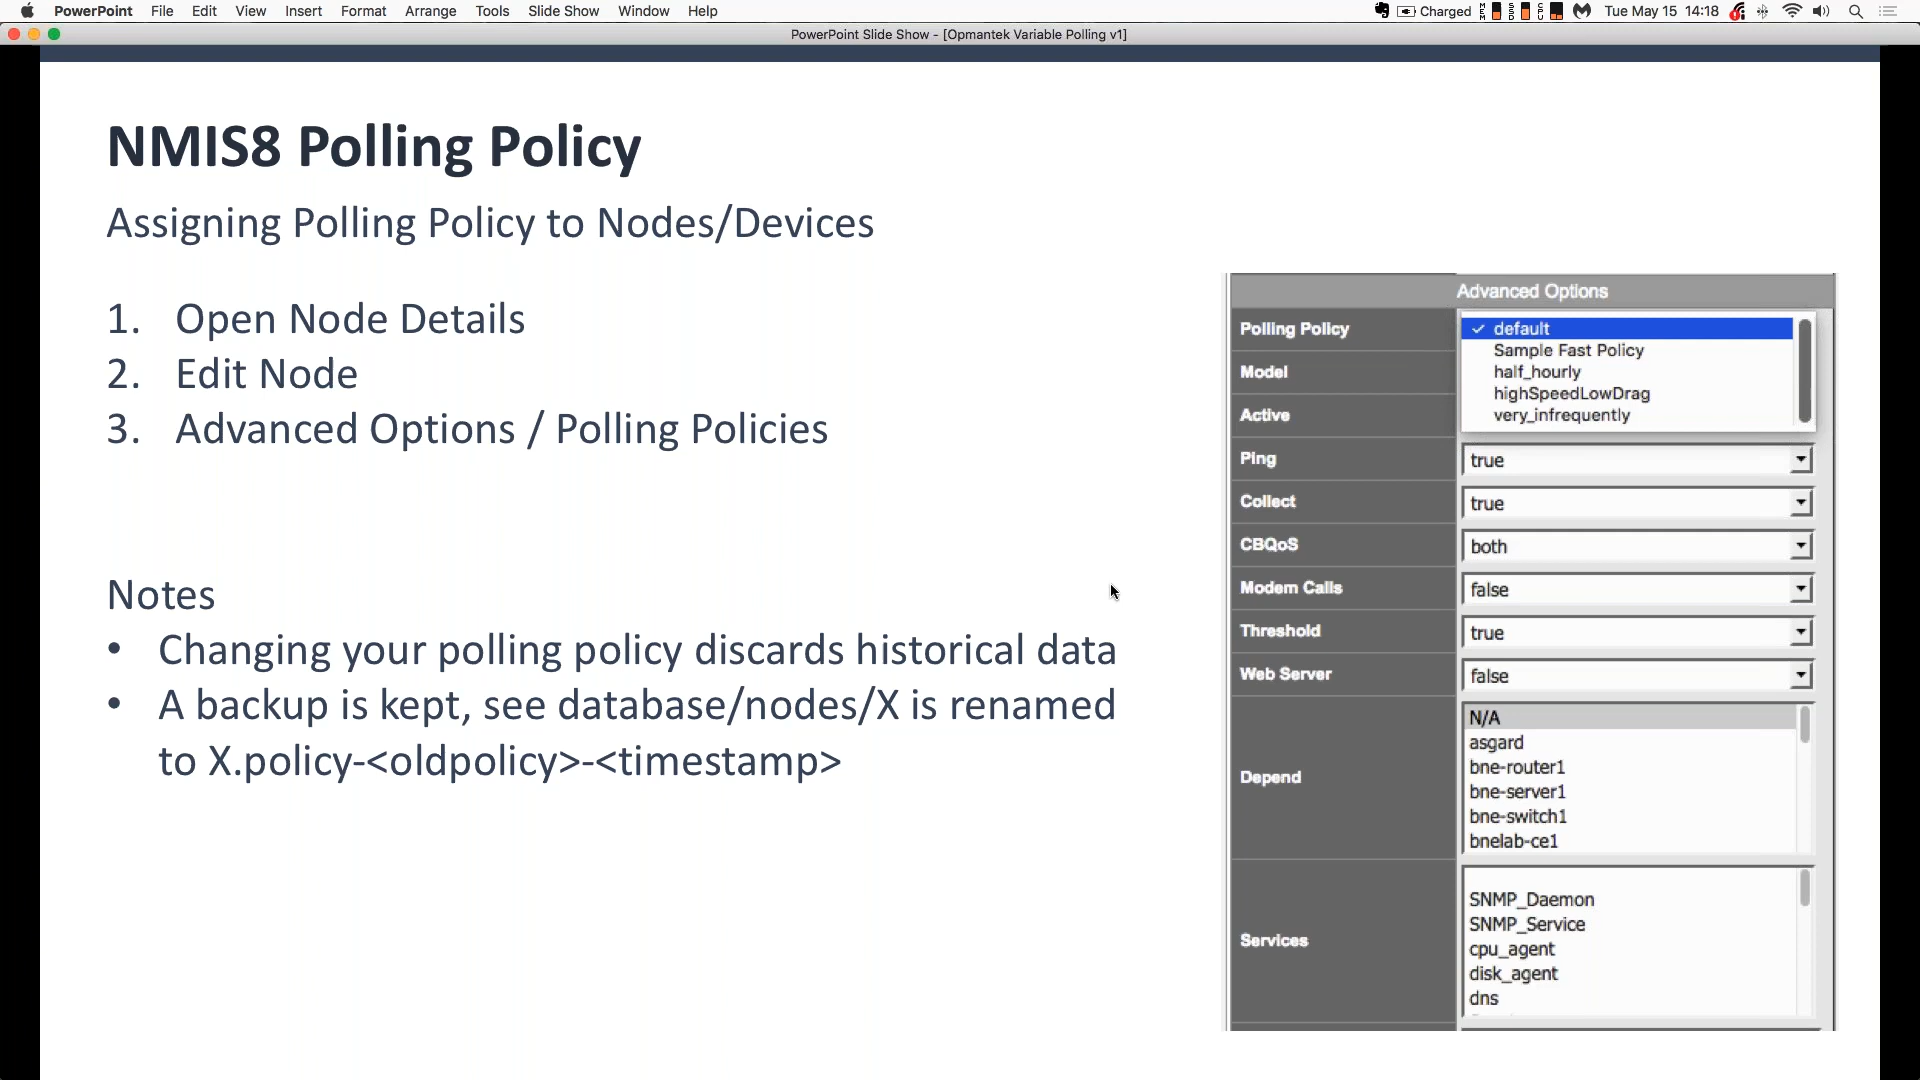 PowerPoint File Edit View Insert Format Arrange Tools Slide Show Window Help Charged Tue May 15 14:18
PowerPoint Slide Show - [Opmantek Variable Polling v1]
NMIS8 Polling Policy
Assigning Polling Policy to Nodes/Devices
1. Open Node Details
2. Edit Node
3. Advanced Options / Polling Policies
Notes
• Changing your polling policy discards historical data
• A backup is kept, see database/nodes/X is renamed
to X.policy-<oldpolicy>-<timestamp>
Advanced Options
Polling Policy
✓ default
Sample Fast Policy
half_hourly
highSpeedLowDrag
very_infrequently
Model
Active
Ping true
Collect true
CBQoS both
Modem Calls false
Threshold true
Web Server false
Depend
N/A
asgard
bne-router1
bne-server1
bne-switch1
bnelab-ce1
Services
SNMP_Daemon
SNMP_Service
cpu_agent
disk_agent
dns